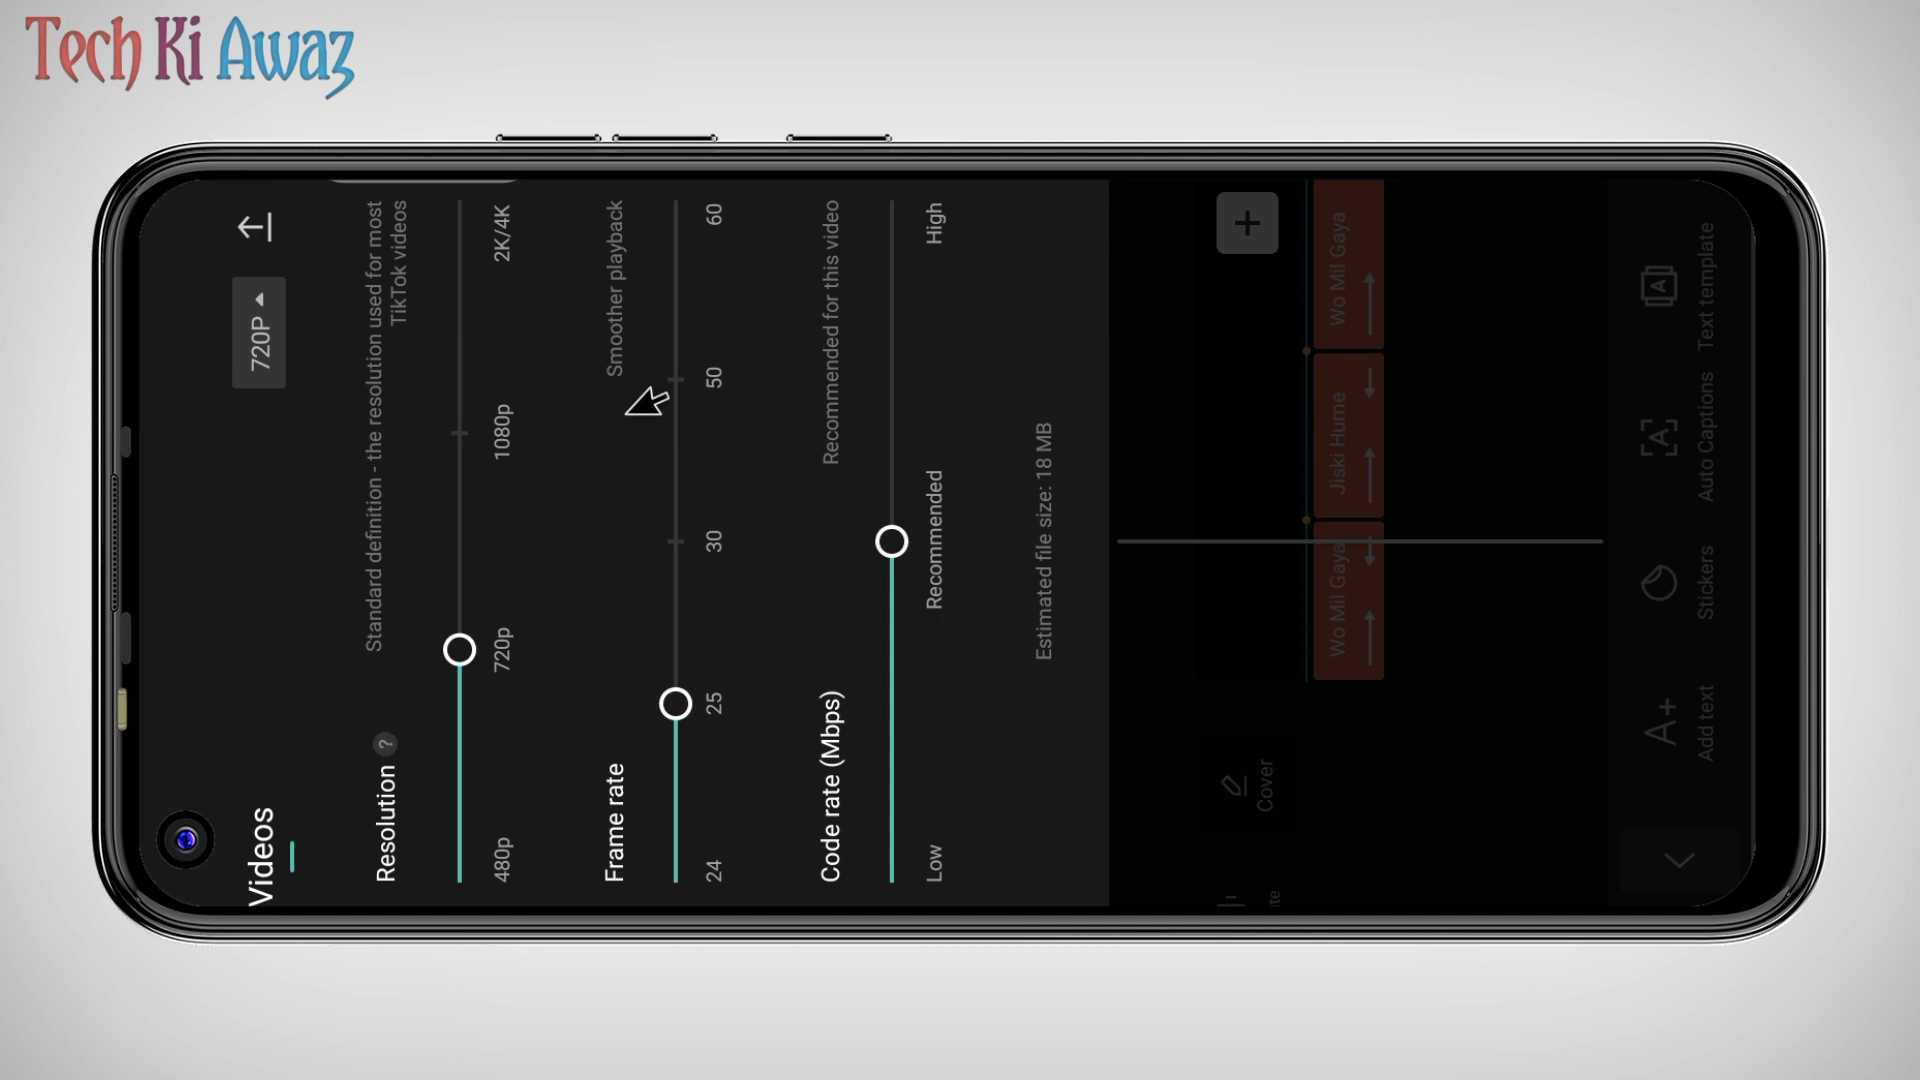 Tech Ki Awaz
Videos
720P
Resolution ?
Standard definition - the resolution used for most
TikTok videos
480p
720p
1080p
2K/4K
Frame rate
Smoother playback
24
25
30
50
60
Code rate (Mbps)
Recommended for this video
Low
Recommended
High
Estimated file size: 18 MB
Cover
Wo Mil Gaya
Jiski Hume
Wo Mil Gaya
A+
Add text
Stickers
A
Auto Captions
A
Text template